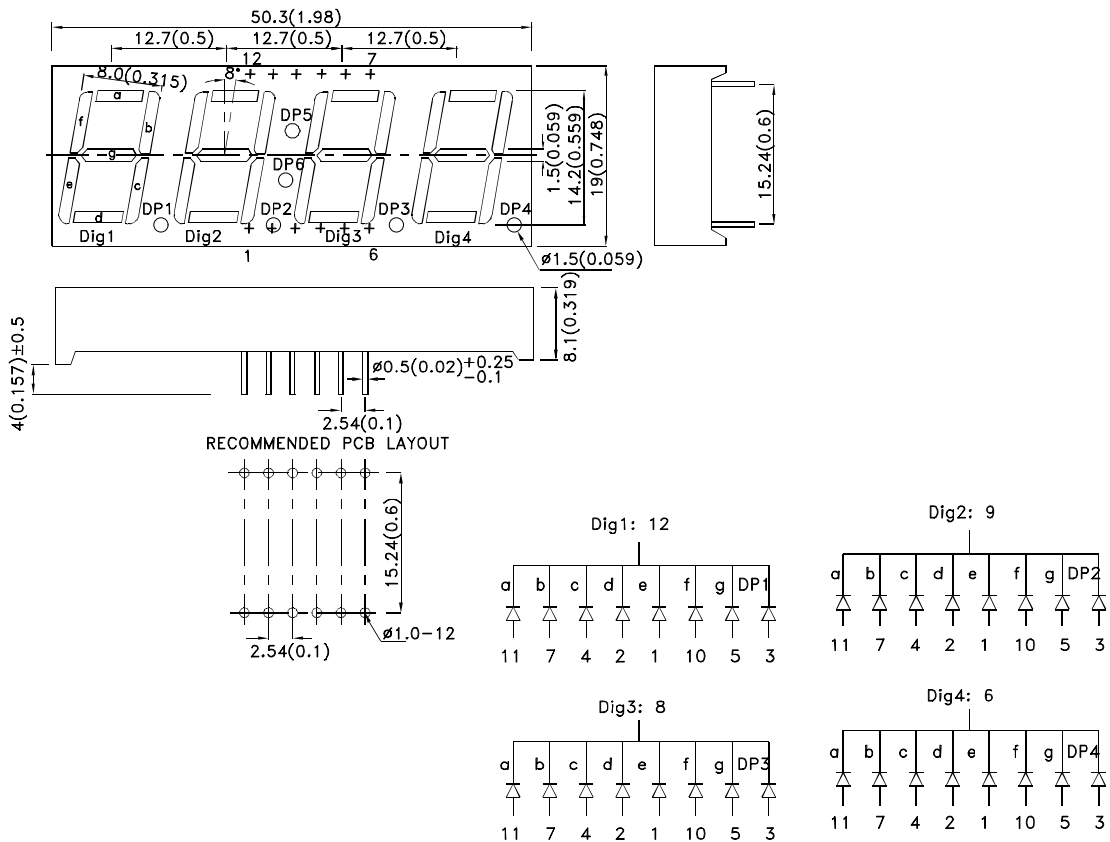 50.3(1.98)
12.7(0.5) 12.7(0.5) 12.7(0.5)
12 7
8.0(0.315) 8°
a
f b
g
e c
d
DP5
DP6
DP1 DP2 DP3 DP4
Dig1 Dig2 Dig3 Dig4
1 6
1.5(0.059)
14.2(0.559)
19(0.748)
15.24(0.6)
ø1.5(0.059)
8.1(0.319)
4(0.157)±0.5
ø0.5(0.02)+0.25
−0.1
2.54(0.1)
RECOMMENDED PCB LAYOUT
15.24(0.6)
ø1.0−12
2.54(0.1)
Dig1: 12
a b c d e f g DP1
11 7 4 2 1 10 5 3
Dig2: 9
a b c d e f g DP2
11 7 4 2 1 10 5 3
Dig3: 8
a b c d e f g DP3
11 7 4 2 1 10 5 3
Dig4: 6
a b c d e f g DP4
11 7 4 2 1 10 5 3